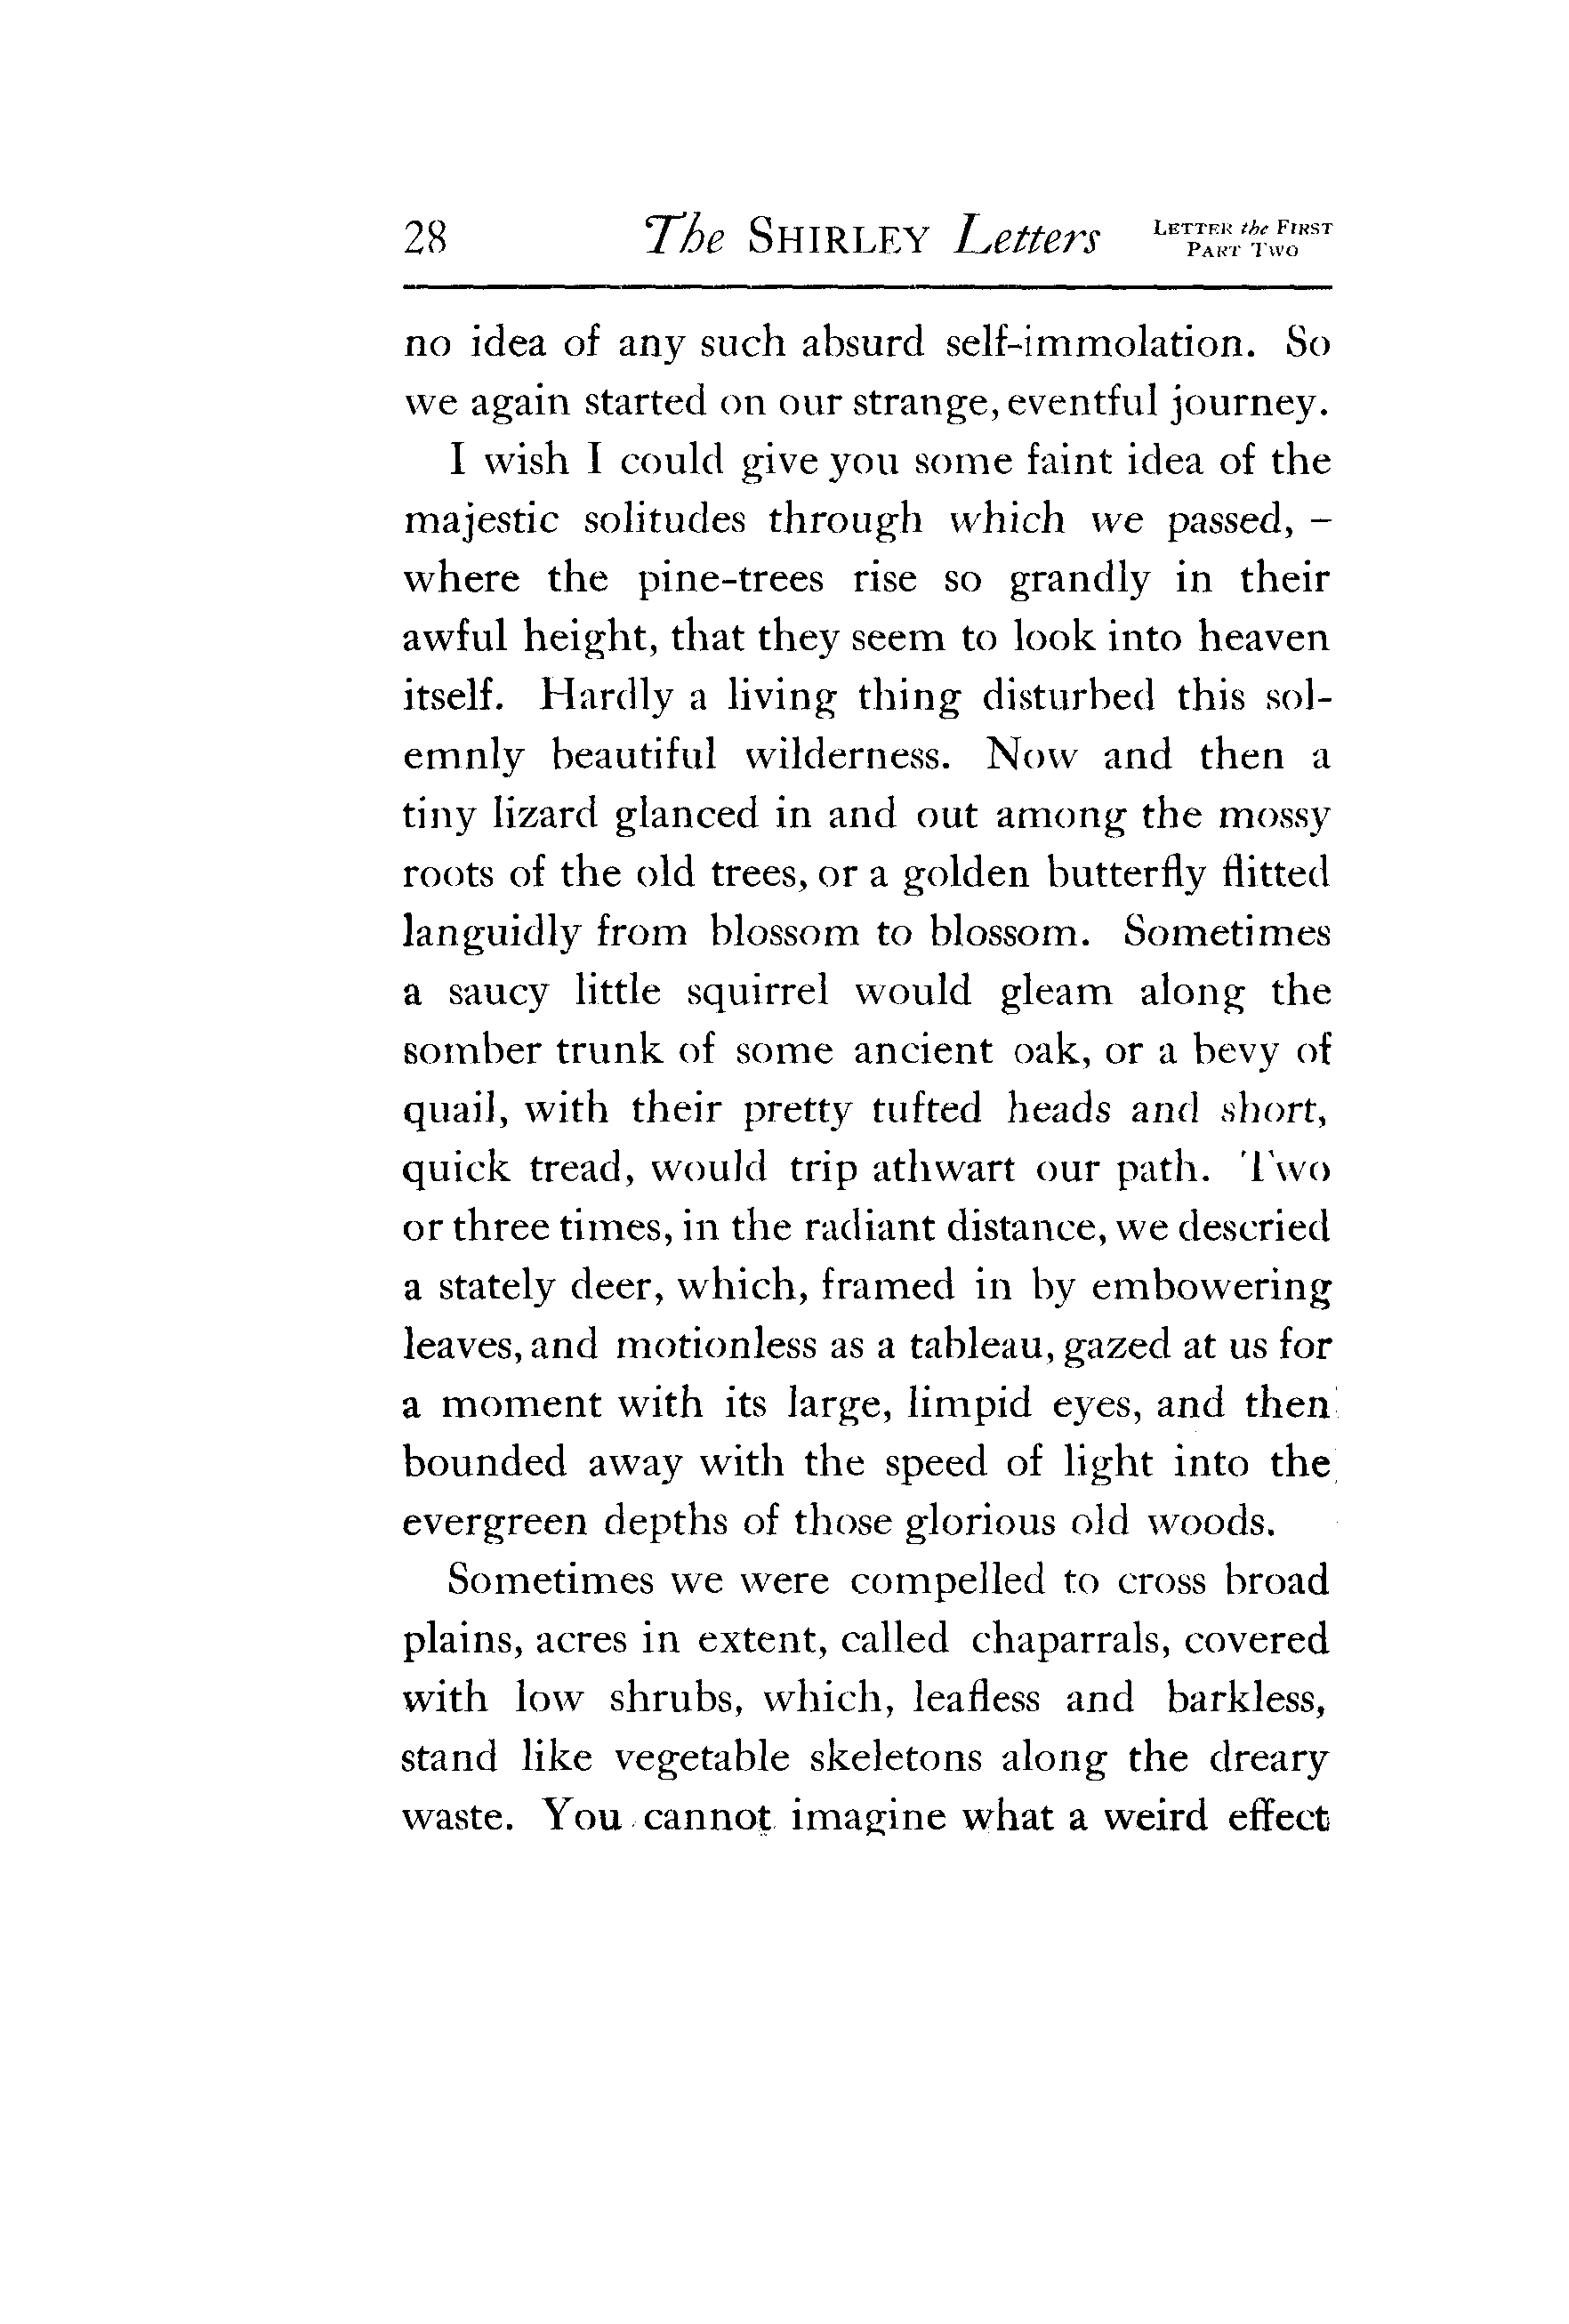 28 The SHIRLEY Letters LETTER the FIRST
PART TWO
no idea of any such absurd self-immolation. So
we again started on our strange, eventful journey.
I wish I could give you some faint idea of the
majestic solitudes through which we passed, –
where the pine-trees rise so grandly in their
awful height, that they seem to look into heaven
itself. Hardly a living thing disturbed this sol-
emnly beautiful wilderness. Now and then a
tiny lizard glanced in and out among the mossy
roots of the old trees, or a golden butterfly flitted
languidly from blossom to blossom. Sometimes
a saucy little squirrel would gleam along the
somber trunk of some ancient oak, or a bevy of
quail, with their pretty tufted heads and short,
quick tread, would trip athwart our path. Two
or three times, in the radiant distance, we descried
a stately deer, which, framed in by embowering
leaves, and motionless as a tableau, gazed at us for
a moment with its large, limpid eyes, and then
bounded away with the speed of light into the
evergreen depths of those glorious old woods.
Sometimes we were compelled to cross broad
plains, acres in extent, called chaparrals, covered
with low shrubs, which, leafless and barkless,
stand like vegetable skeletons along the dreary
waste. You cannot imagine what a weird effect